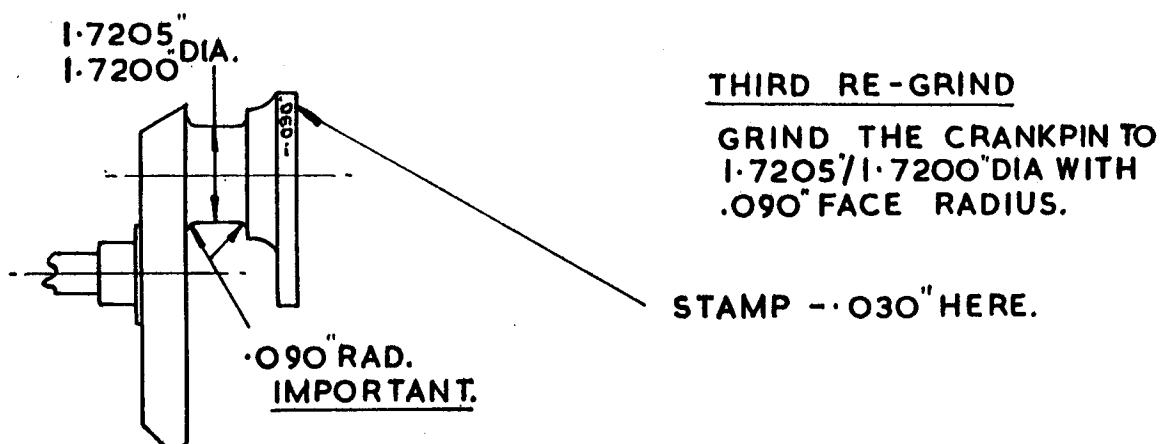 1·7205"
1·7200" DIA.
THIRD RE-GRIND
GRIND THE CRANKPIN TO
1·7205"/1·7200" DIA WITH
.090" FACE RADIUS.
STAMP -·030" HERE.
·090" RAD.
IMPORTANT.